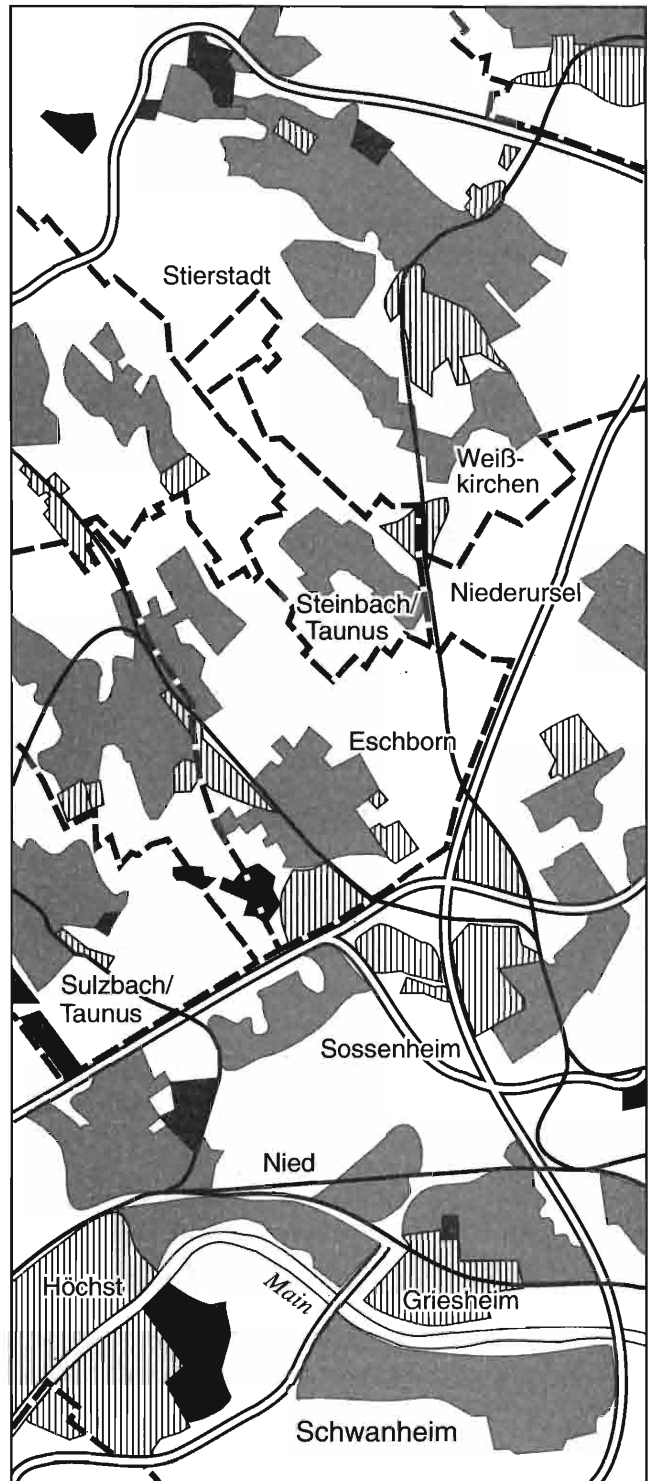 Stierstadt
Weiß-
kirchen
Niederursel
Steinbach/
Taunus
Eschborn
Sulzbach/
Taunus
Sossenheim
Nied
Höchst
Main
Griesheim
Schwanheim